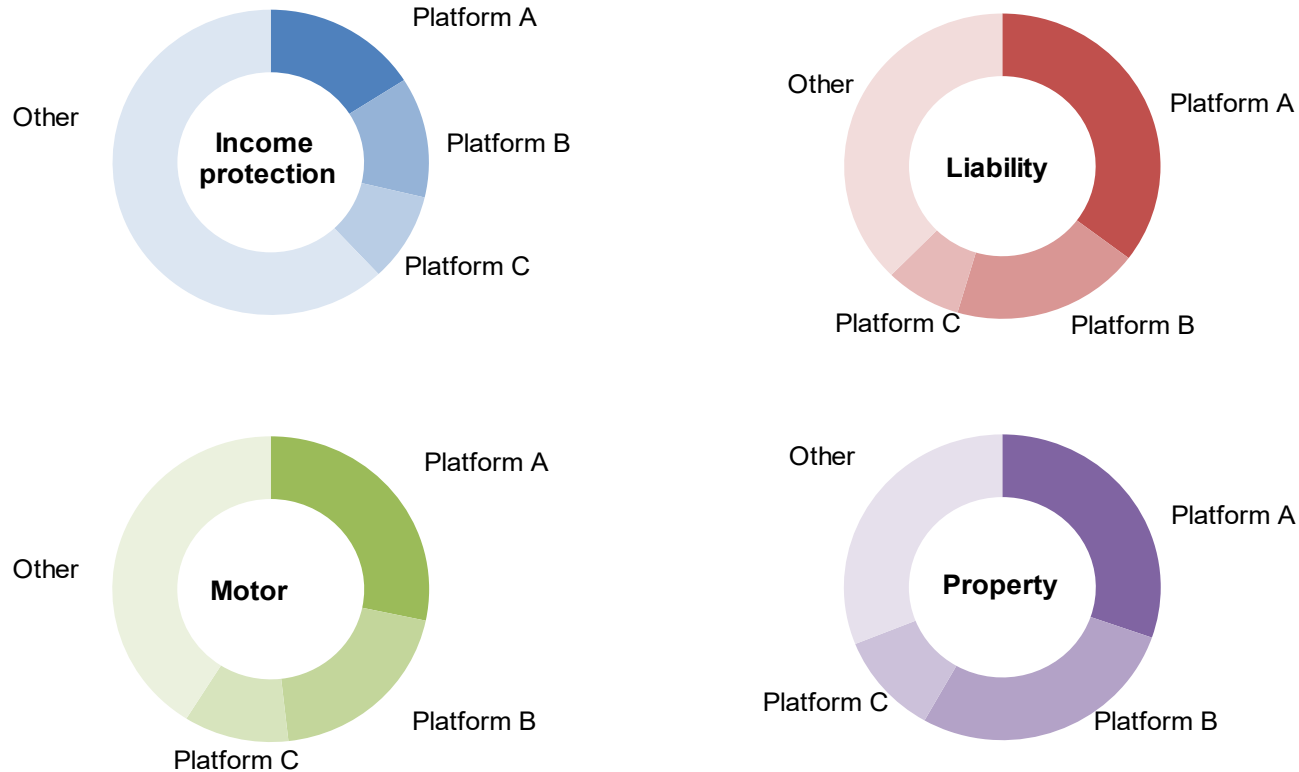 Platform A
Other
Income
protection
Platform B
Platform C
Other
Platform A
Liability
Platform C
Platform B
Platform A
Other
Motor
Platform B
Platform C
Other
Platform A
Property
Platform C
Platform B